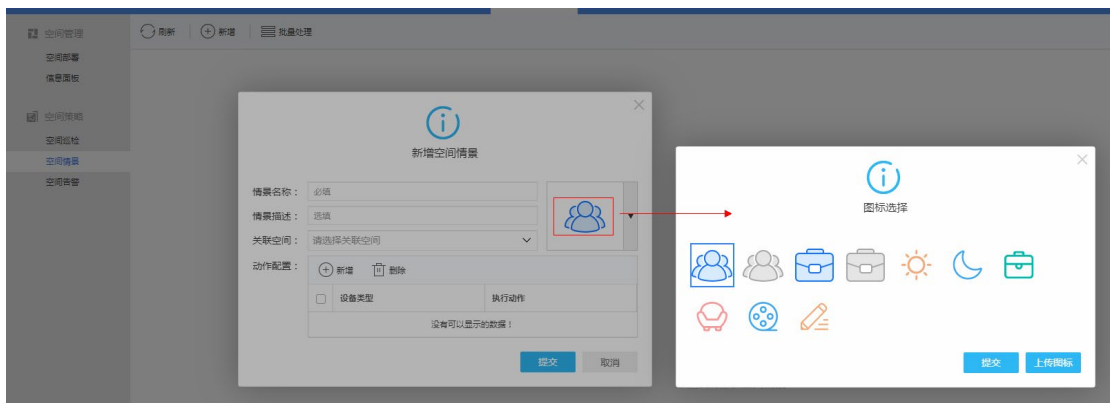 空间管理
空间部署
信息面板
空间策略
空间巡检
空间情景
空间告警
刷新 新增 批量处理
新增空间情景
情景名称： 必填
情景描述： 选填
关联空间： 请选择关联空间
动作配置： 新增 删除
设备类型 执行动作
没有可以显示的数据！
提交 取消
图标选择
提交 上传图标